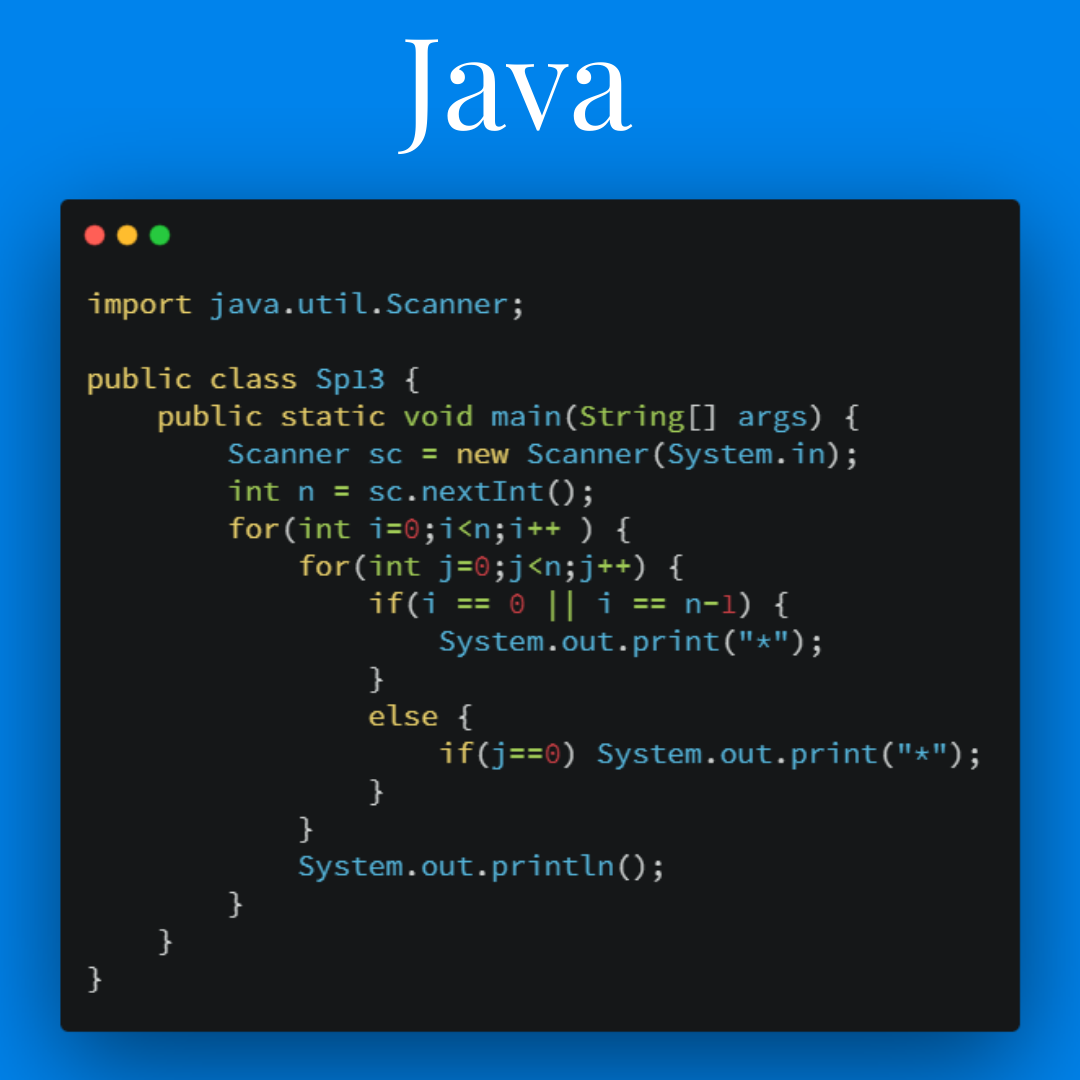 Java
import java.util.Scanner;
public class Sp13 {
    public static void main(String[] args) {
        Scanner sc = new Scanner(System.in);
        int n = sc.nextInt();
        for(int i=0;i<n;i++ ) {
            for(int j=0;j<n;j++) {
                if(i == 0 || i == n-1) {
                    System.out.print("*");
                }
                else {
                    if(j==0) System.out.print("*");
                }
            }
            System.out.println();
        }
    }
}